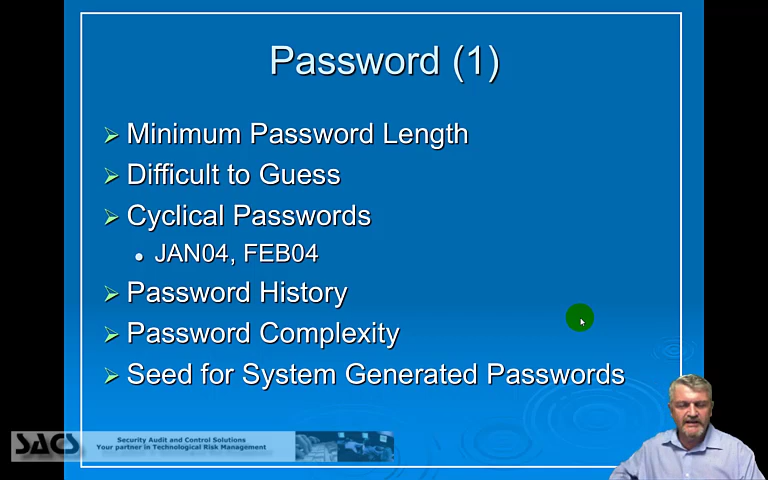 Password (1)
Minimum Password Length
Difficult to Guess
Cyclical Passwords
JAN04, FEB04
Password History
Password Complexity
Seed for System Generated Passwords
SACS
Security Audit and Control Solutions
Your partner in Technological Risk Management